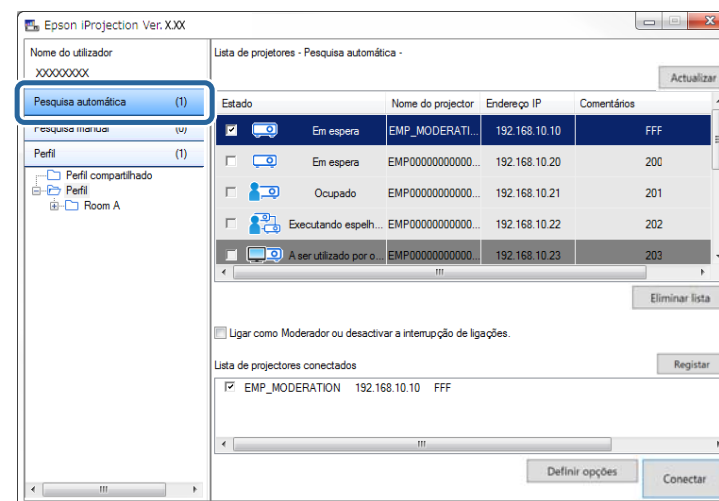 Epson iProjection Ver. X.XX
Nome do utilizador
XXXXXXXX
Pesquisa automática (1)
Pesquisa manual (0)
Perfil (1)
Perfil compartilhado
Perfil
Room A
Lista de projetores - Pesquisa automática -
Actualizar
Estado Nome do projector Endereço IP Comentários
Em espera EMP_MODERATI... 192.168.10.10 FFF
Em espera EMP00000000000... 192.168.10.20 200
Ocupado EMP00000000000... 192.168.10.21 201
Executando espelh... EMP00000000000... 192.168.10.22 202
A ser utilizado por o... EMP00000000000... 192.168.10.23 203
Eliminar lista
Ligar como Moderador ou desactivar a interrupção de ligações.
Lista de projectores conectados
Registar
EMP_MODERATION 192.168.10.10 FFF
Definir opções
Conectar